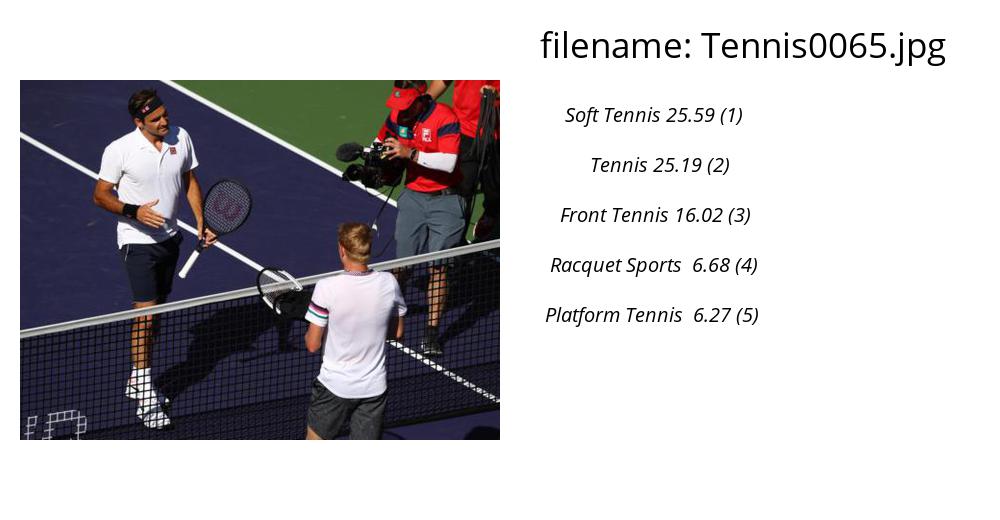 filename: Tennis0065.jpg
Soft Tennis 25.59 (1)
Tennis 25.19 (2)
Front Tennis 16.02 (3)
Racquet Sports 6.68 (4)
Platform Tennis 6.27 (5)